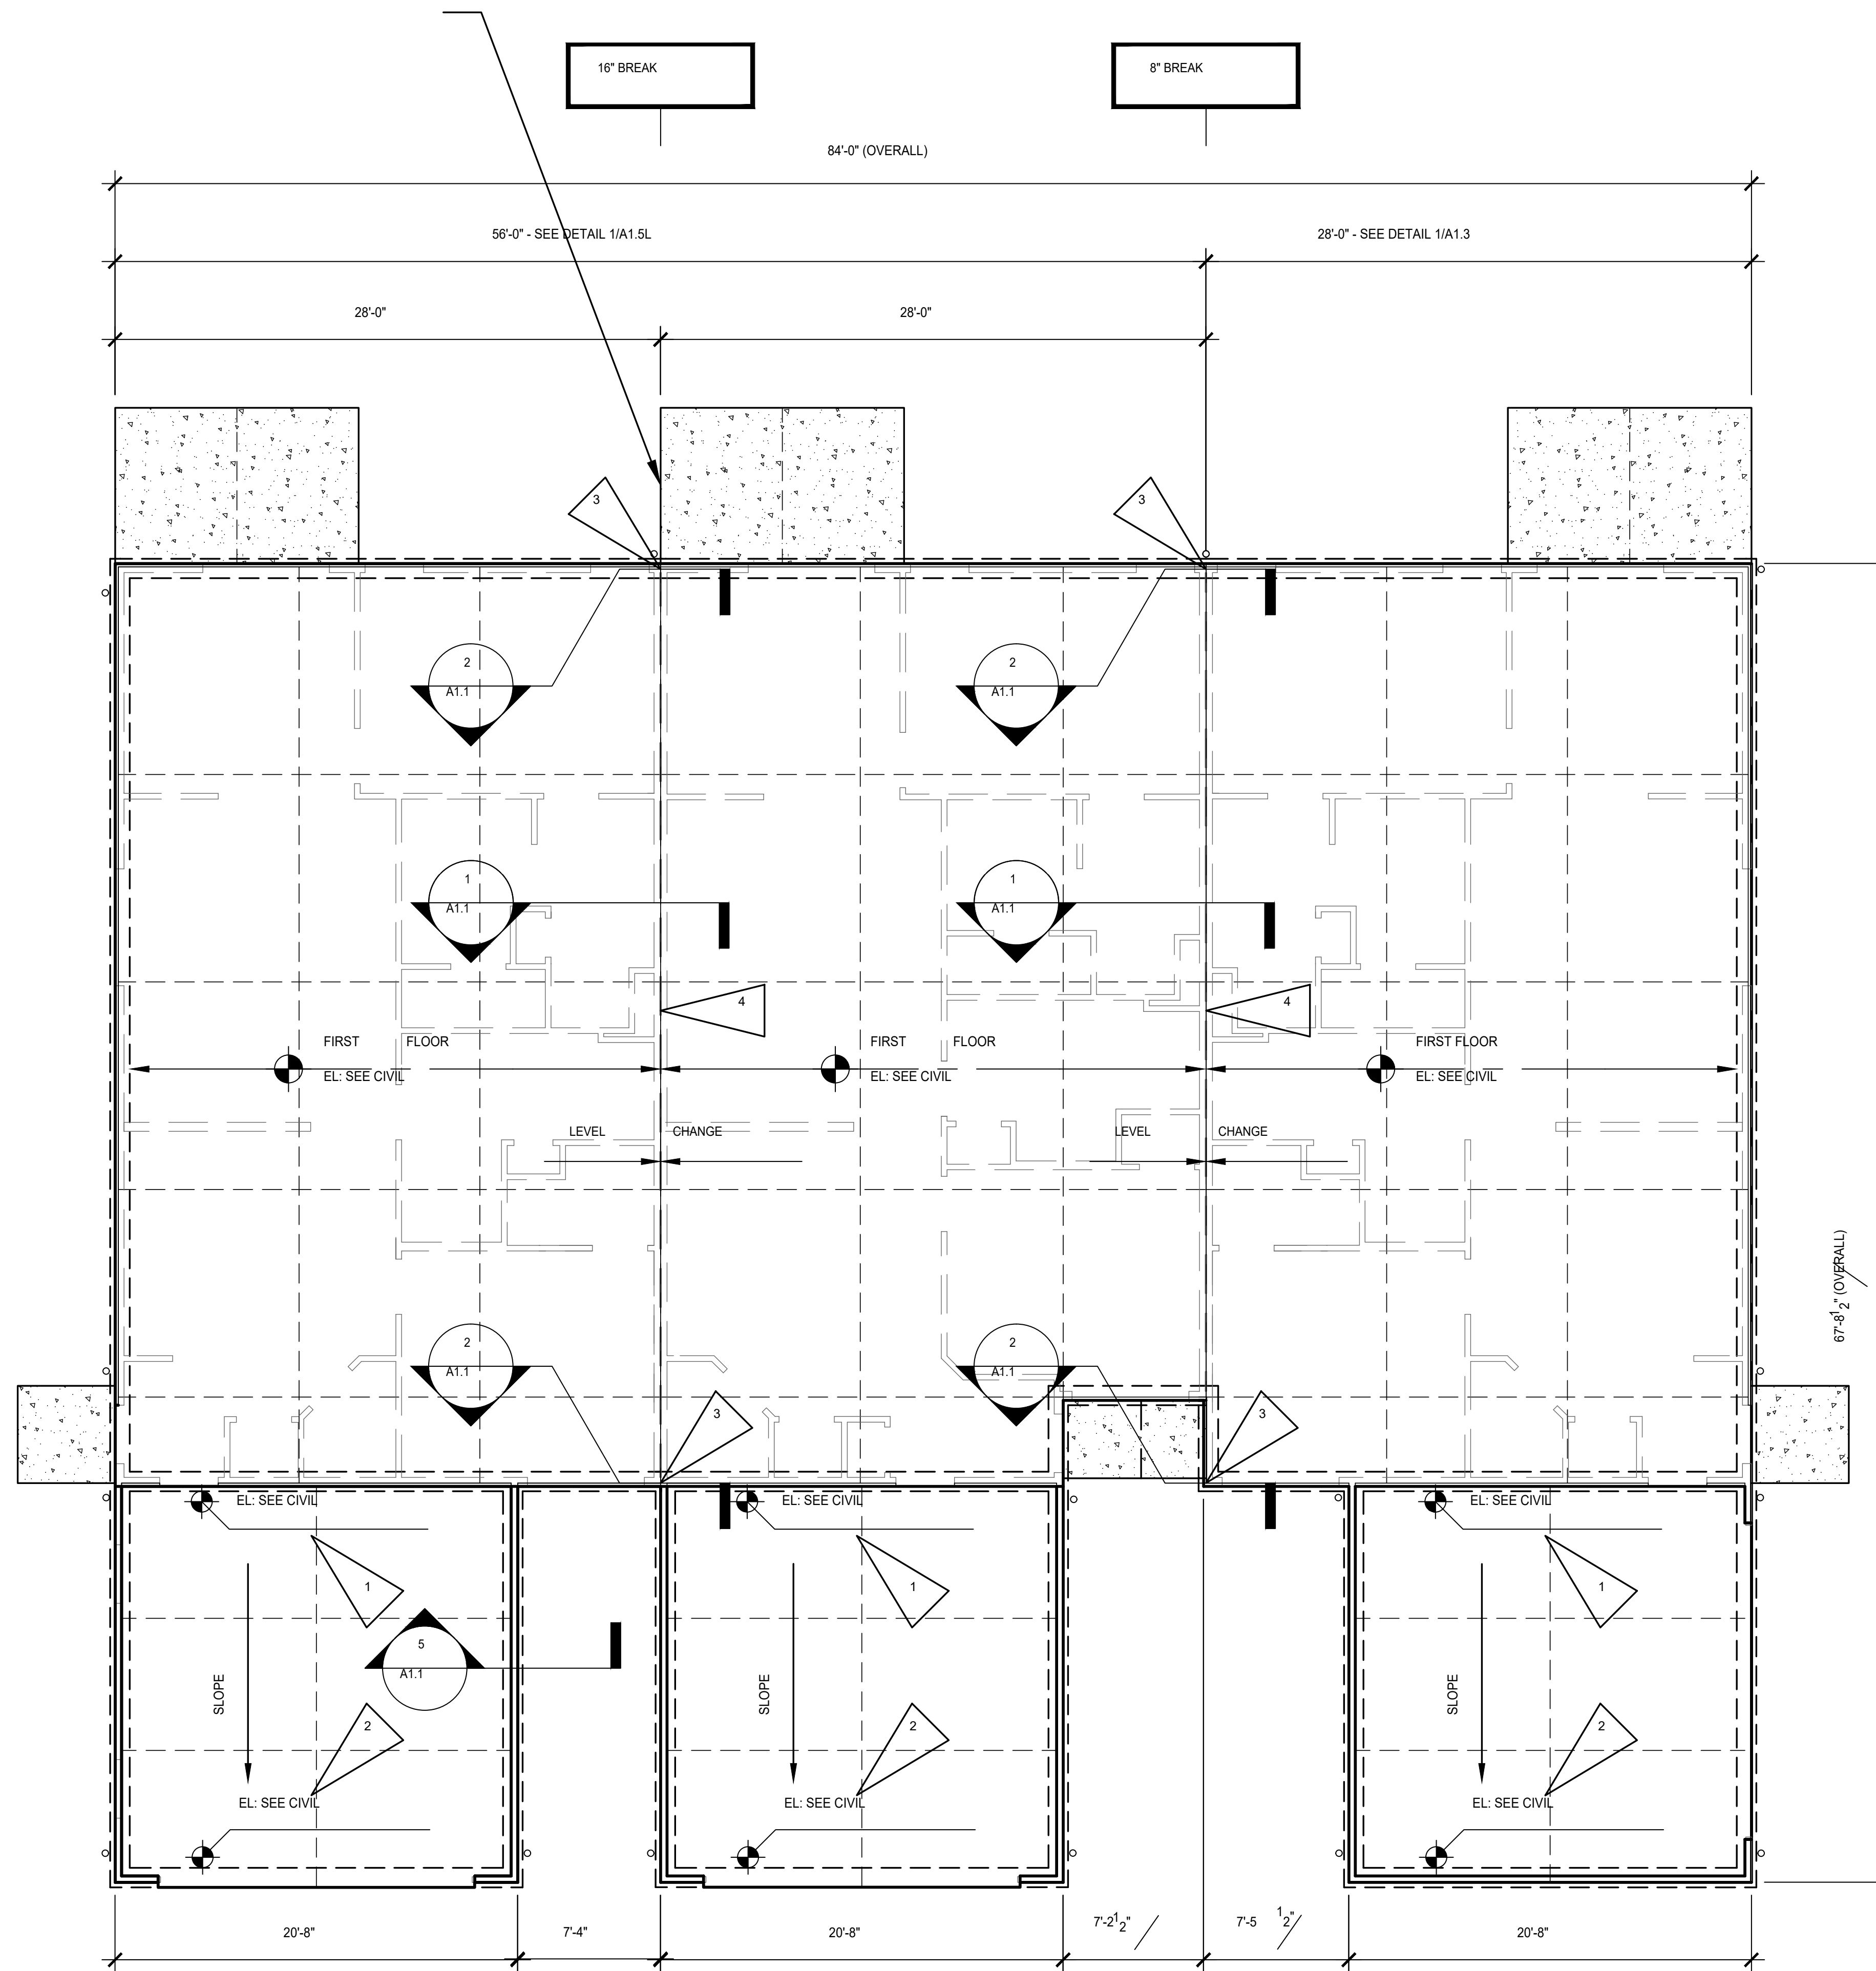 16" BREAK
8" BREAK
84'-0" (OVERALL)
56'-0" - SEE DETAIL 1/A1.5L
28'-0" - SEE DETAIL 1/A1.3
28'-0"
28'-0"
3
3
2
A1.1
2
A1.1
1
A1.1
1
A1.1
4
4
FIRST FLOOR
EL: SEE CIVIL
FIRST FLOOR
EL: SEE CIVIL
FIRST FLOOR
EL: SEE CIVIL
LEVEL CHANGE
LEVEL CHANGE
67'-8 1/2" (OVERALL)
2
A1.1
2
A1.1
3
3
EL: SEE CIVIL
EL: SEE CIVIL
EL: SEE CIVIL
1
1
1
5
A1.1
SLOPE
SLOPE
SLOPE
2
2
2
EL: SEE CIVIL
EL: SEE CIVIL
EL: SEE CIVIL
20'-8"
7'-4"
20'-8"
7'-2 1/2"
7'-5 1/2"
20'-8"